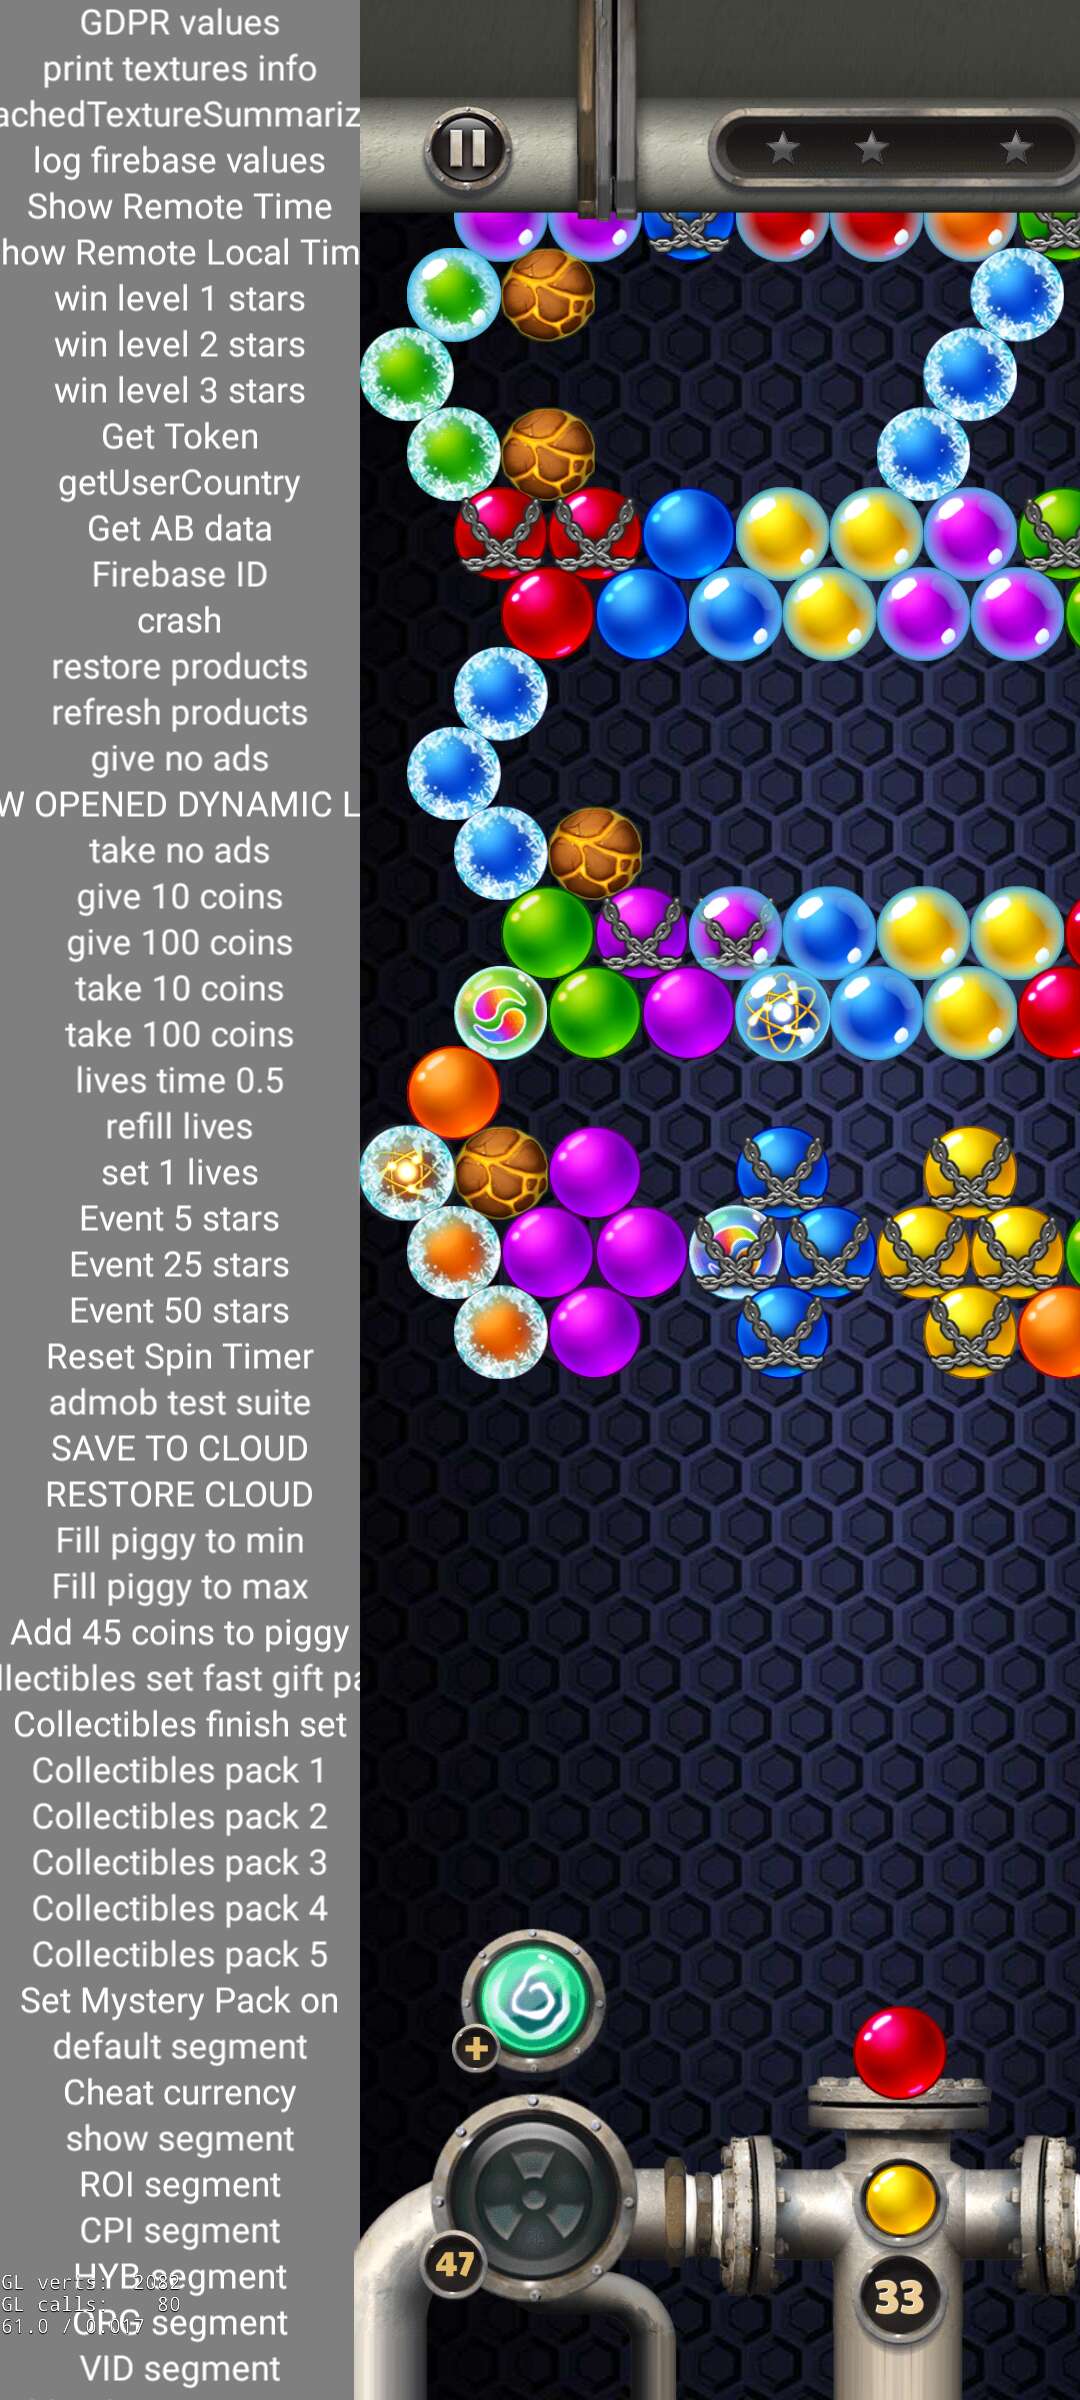 GDPR values
print textures info
achedTextureSummariz
log firebase values
Show Remote Time
how Remote Local Tim
win level 1 stars
win level 2 stars
win level 3 stars
Get Token
getUserCountry
Get AB data
Firebase ID
crash
restore products
refresh products
give no ads
W OPENED DYNAMIC L
take no ads
give 10 coins
give 100 coins
take 10 coins
take 100 coins
lives time 0.5
refill lives
set 1 lives
Event 5 stars
Event 25 stars
Event 50 stars
Reset Spin Timer
admob test suite
SAVE TO CLOUD
RESTORE CLOUD
Fill piggy to min
Fill piggy to max
Add 45 coins to piggy
llectibles set fast gift pa
Collectibles finish set
Collectibles pack 1
Collectibles pack 2
Collectibles pack 3
Collectibles pack 4
Collectibles pack 5
Set Mystery Pack on
default segment
Cheat currency
show segment
ROI segment
CPI segment
HYB segment
GL verts: 2082
GL calls: 80
ORG segment
61.0 / 0.017
VID segment
47
33